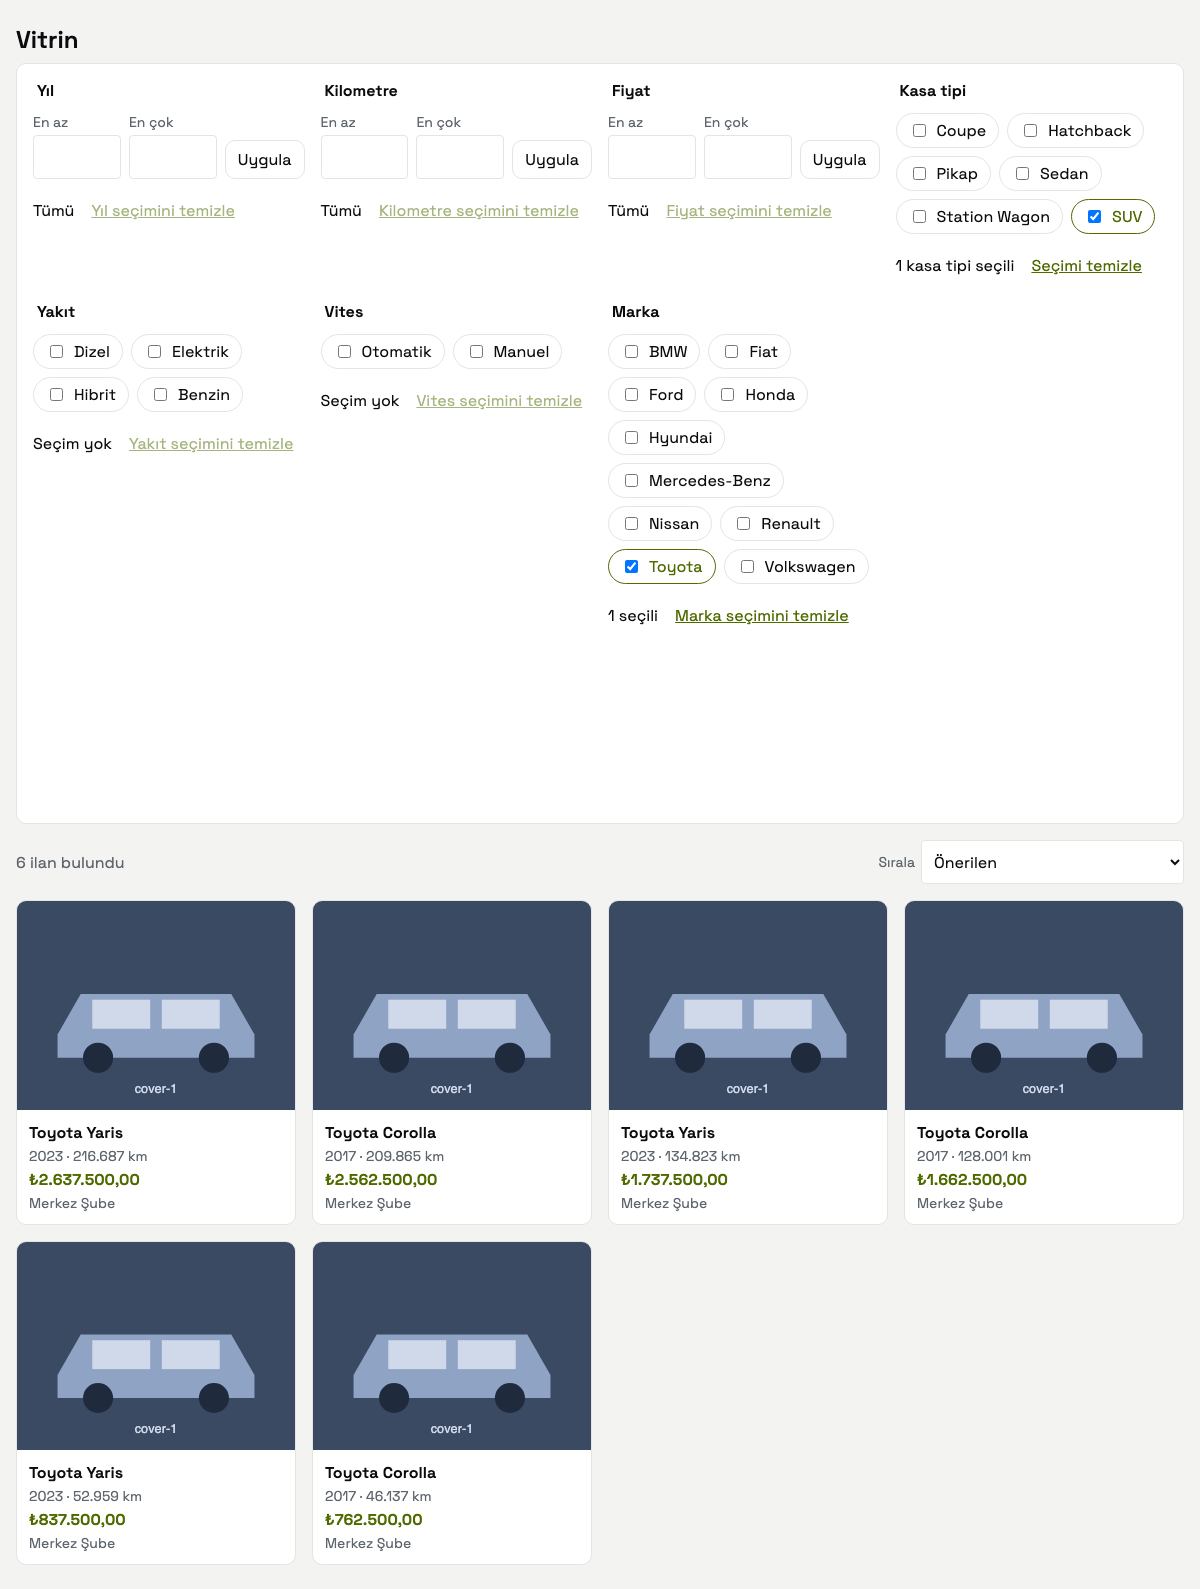 Vitrin
Yıl
En az
En çok
Uygula
Tümü
Yıl seçimini temizle
Kilometre
En az
En çok
Uygula
Tümü
Kilometre seçimini temizle
Fiyat
En az
En çok
Uygula
Tümü
Fiyat seçimini temizle
Kasa tipi
Coupe
Hatchback
Pikap
Sedan
Station Wagon
SUV
1 kasa tipi seçili
Seçimi temizle
Yakıt
Dizel
Elektrik
Hibrit
Benzin
Seçim yok
Yakıt seçimini temizle
Vites
Otomatik
Manuel
Seçim yok
Vites seçimini temizle
Marka
BMW
Fiat
Ford
Honda
Hyundai
Mercedes-Benz
Nissan
Renault
Toyota
Volkswagen
1 seçili
Marka seçimini temizle
6 ilan bulundu
Sırala
Önerilen
cover-1
Toyota Yaris
2023 · 216.687 km
₺2.637.500,00
Merkez Şube
cover-1
Toyota Corolla
2017 · 209.865 km
₺2.562.500,00
Merkez Şube
cover-1
Toyota Yaris
2023 · 134.823 km
₺1.737.500,00
Merkez Şube
cover-1
Toyota Corolla
2017 · 128.001 km
₺1.662.500,00
Merkez Şube
cover-1
Toyota Yaris
2023 · 52.959 km
₺837.500,00
Merkez Şube
cover-1
Toyota Corolla
2017 · 46.137 km
₺762.500,00
Merkez Şube